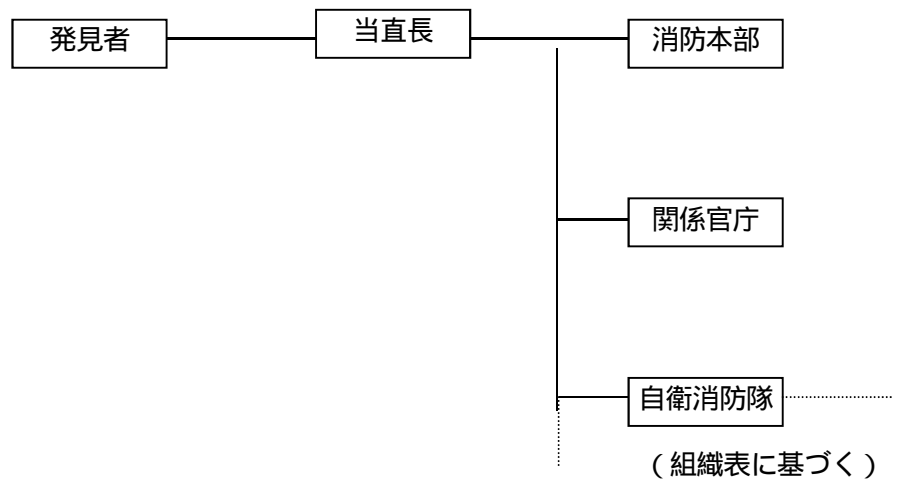 発見者
当直長
消防本部
関係官庁
自衛消防隊
(組織表に基づく)